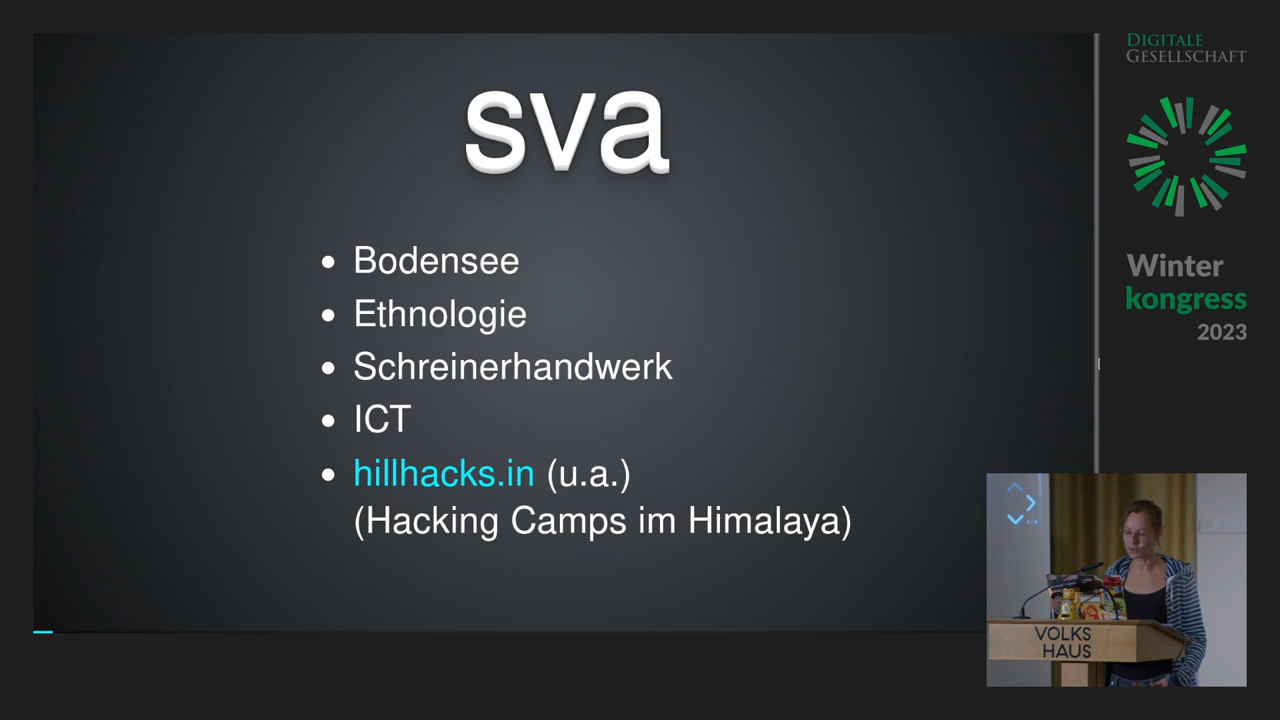 sva
Bodensee
Ethnologie
Schreinerhandwerk
ICT
hillhacks.in (u.a.)
(Hacking Camps im Himalaya)
DIGITALE
GESELLSCHAFT
Winter
kongress
2023
VOLKS
HAUS